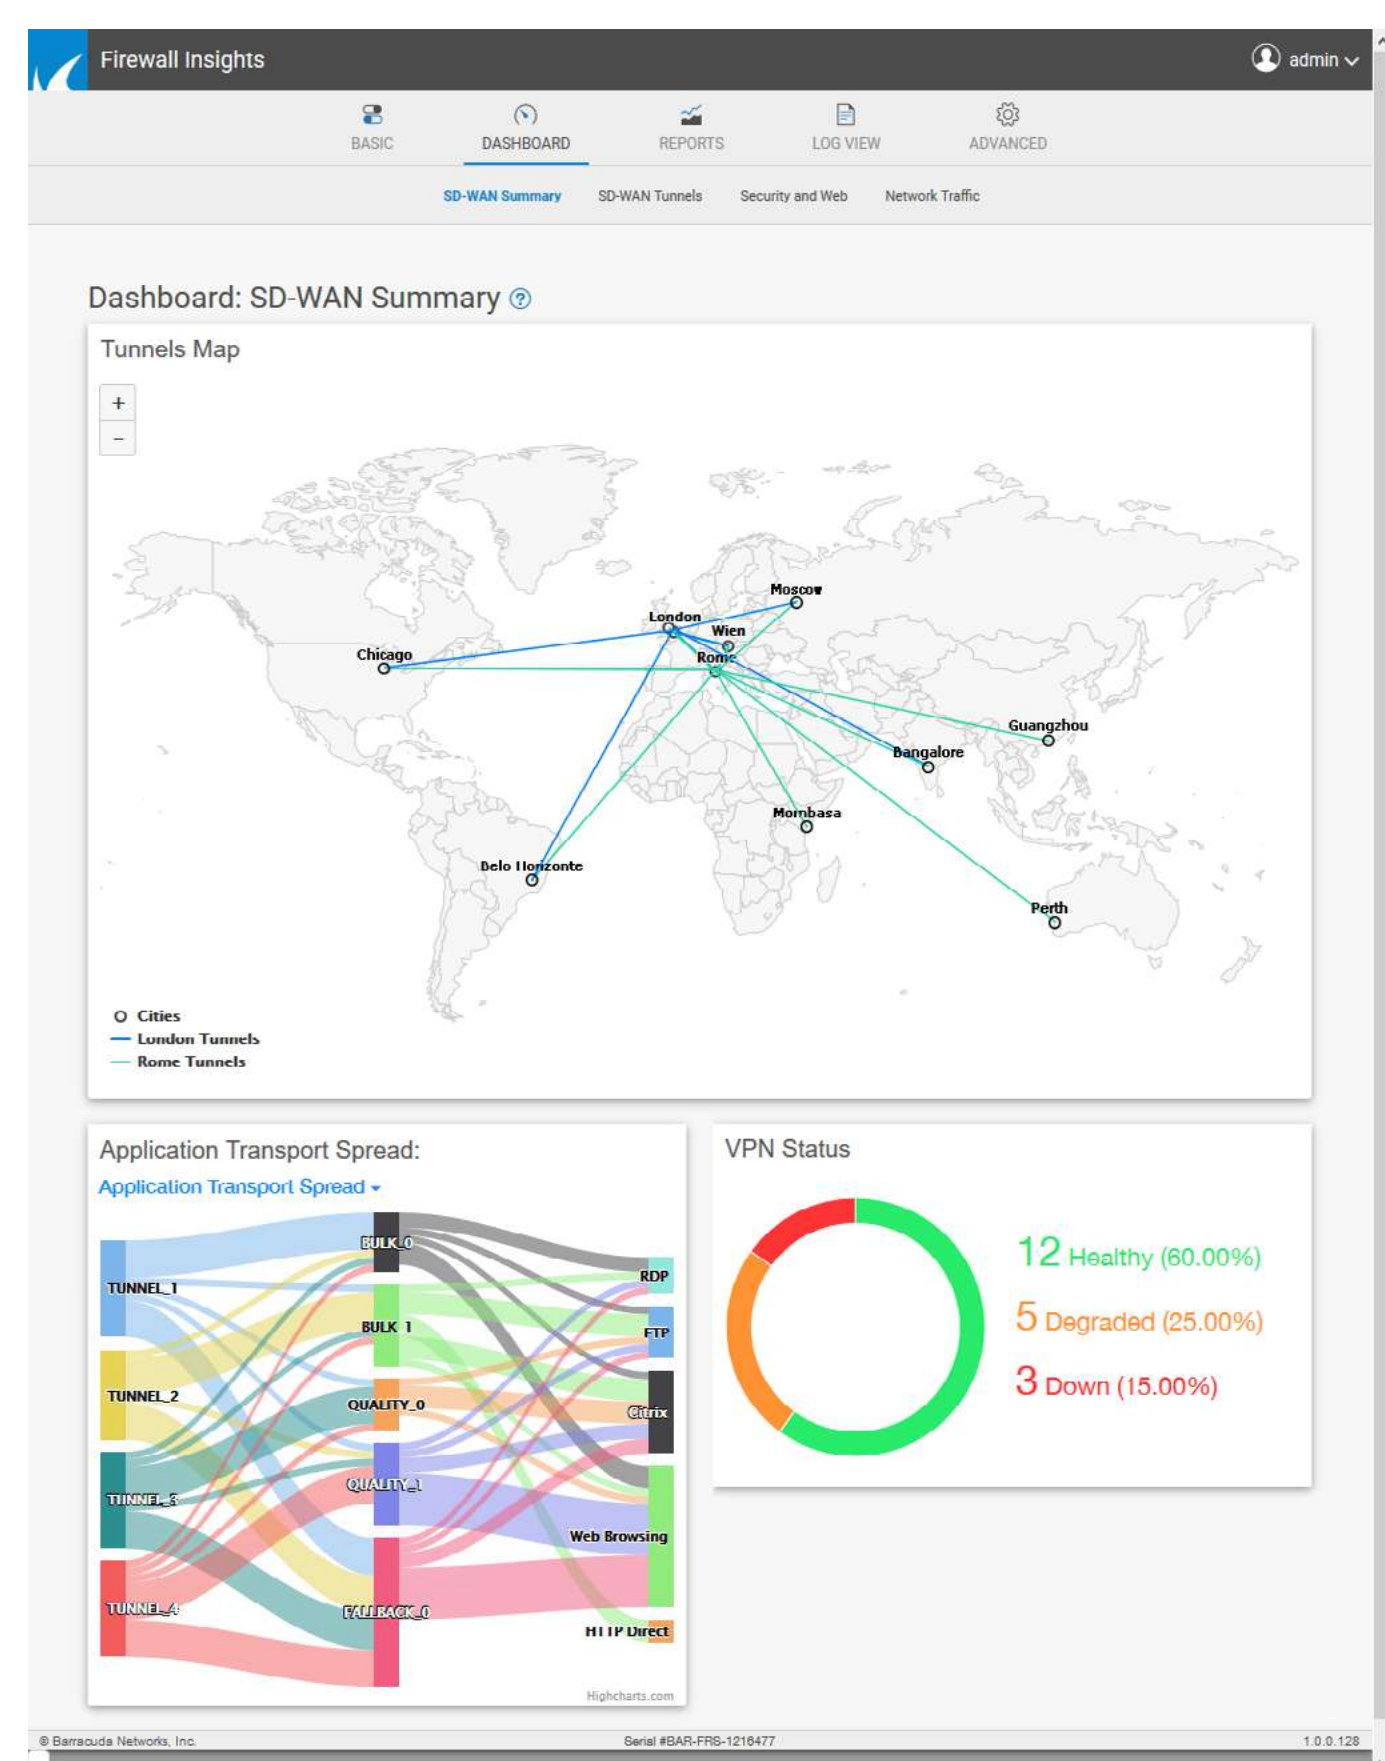 Firewall Insights
admin
BASIC
DASHBOARD
REPORTS
LOG VIEW
ADVANCED
SD-WAN Summary
SD-WAN Tunnels
Security and Web
Network Traffic
Dashboard: SD-WAN Summary ?
Tunnels Map
+
−
Moscow
London
Wien
Chicago
Rome
Guangzhou
Bangalore
Mombasa
Belo Horizonte
Perth
Cities
London Tunnels
Rome Tunnels
Application Transport Spread:
Application Transport Spread
BULK_0
RDP
TUNNEL_1
BULK_1
FTP
TUNNEL_2
QUALITY_0
Citrix
QUALITY_1
TUNNEL_3
Web Browsing
TUNNEL_4
FALLBACK_0
HTTP Direct
Highcharts.com
VPN Status
12 Healthy (60.00%)
5 Degraded (25.00%)
3 Down (15.00%)
© Barracuda Networks, Inc.
Serial #BAR-FRS-1216477
1.0.0.128